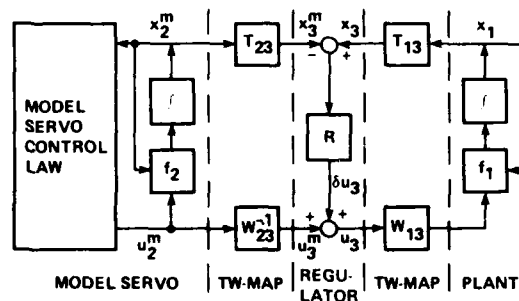 x₂ᵐ
T₂₃
x₃ᵐ
x₃
T₁₃
x₁
−
+
MODEL
SERVO
CONTROL
LAW
∫
R
∫
f₂
f₁
δu₃
u₂ᵐ
W₂₃⁻¹
+
+
u₃ᵐ
u₃
W₁₃
MODEL SERVO
TW-MAP
REGU-
LATOR
TW-MAP
PLANT